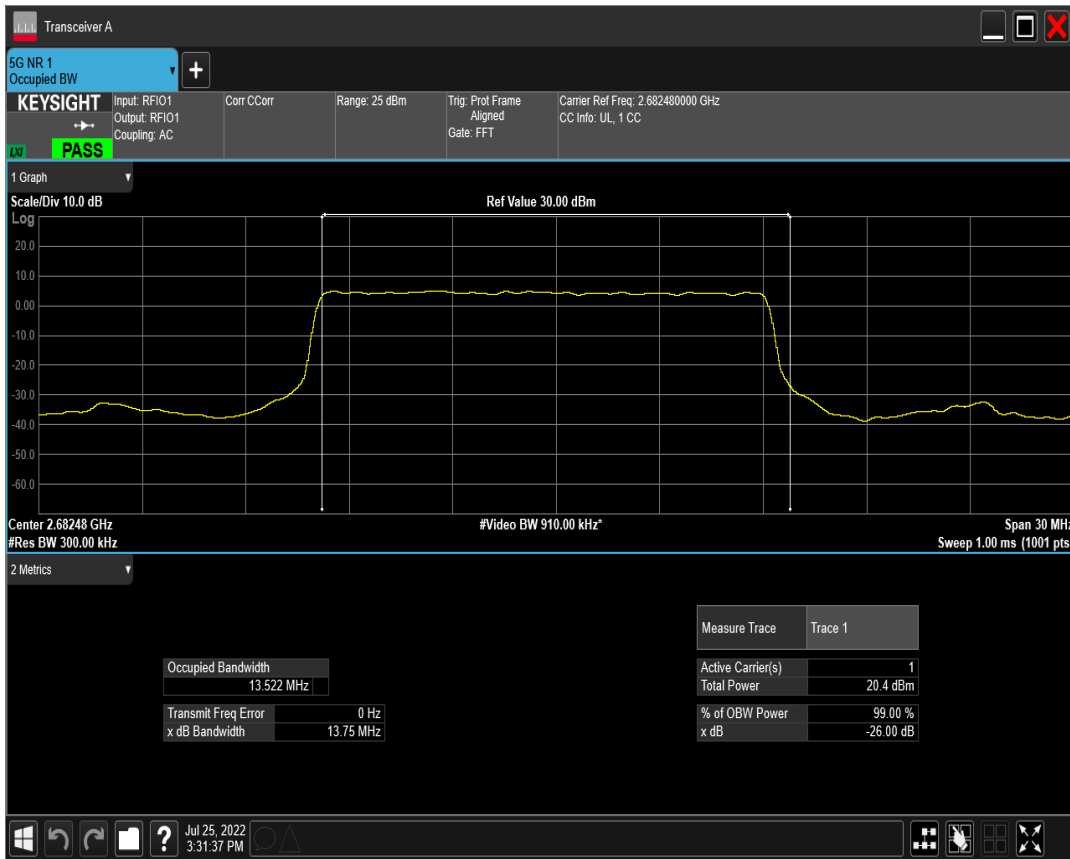 Transceiver A
5G NR 1
Occupied BW
KEYSIGHT
LXI
PASS
Input: RFIO1
Output: RFIO1
Coupling: AC
Corr CCorr
Range: 25 dBm
Trig: Prot Frame
Aligned
Gate: FFT
Carrier Ref Freq: 2.682480000 GHz
CC Info: UL, 1 CC
1 Graph
Scale/Div 10.0 dB
Ref Value 30.00 dBm
Log
20.0
10.0
0.00
-10.0
-20.0
-30.0
-40.0
-50.0
-60.0
Center 2.68248 GHz
#Video BW 910.00 kHz*
Span 30 MHz
#Res BW 300.00 kHz
Sweep 1.00 ms (1001 pts
2 Metrics
Measure Trace Trace 1
Occupied Bandwidth
13.522 MHz
Active Carrier(s) 1
Total Power 20.4 dBm
Transmit Freq Error 0 Hz
x dB Bandwidth 13.75 MHz
% of OBW Power 99.00 %
x dB -26.00 dB
?
Jul 25, 2022
3:31:37 PM